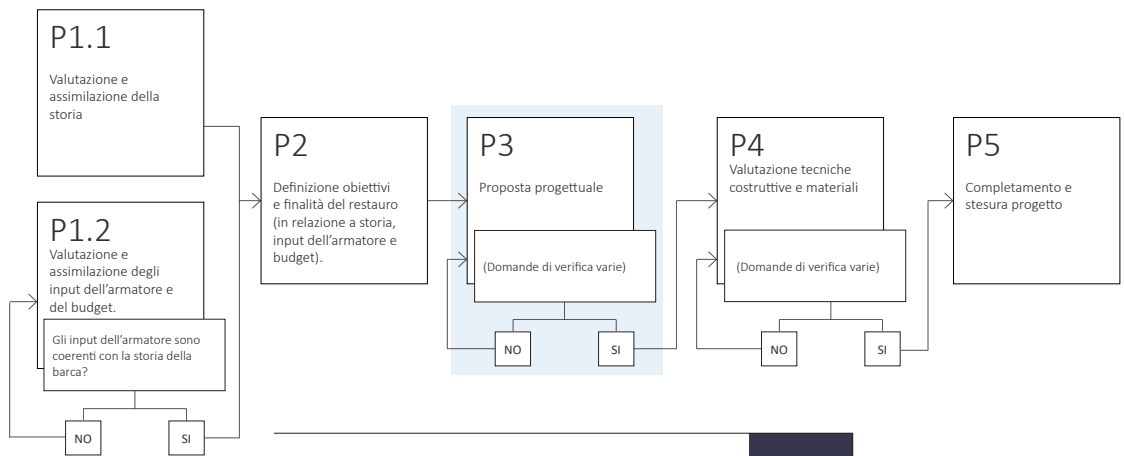 P1.1
Valutazione e
assimilazione della
storia
P1.2
Valutazione e
assimilazione degli
input dell'armatore e
del budget.
Gli input dell'armatore sono
coerenti con la storia della
barca?
NO
SI
P2
Definizione obiettivi
e finalità del restauro
(in relazione a storia,
input dell'armatore e
budget).
P3
Proposta progettuale
(Domande di verifica varie)
NO
SI
P4
Valutazione tecniche
costruttive e materiali
(Domande di verifica varie)
NO
SI
P5
Completamento e
stesura progetto